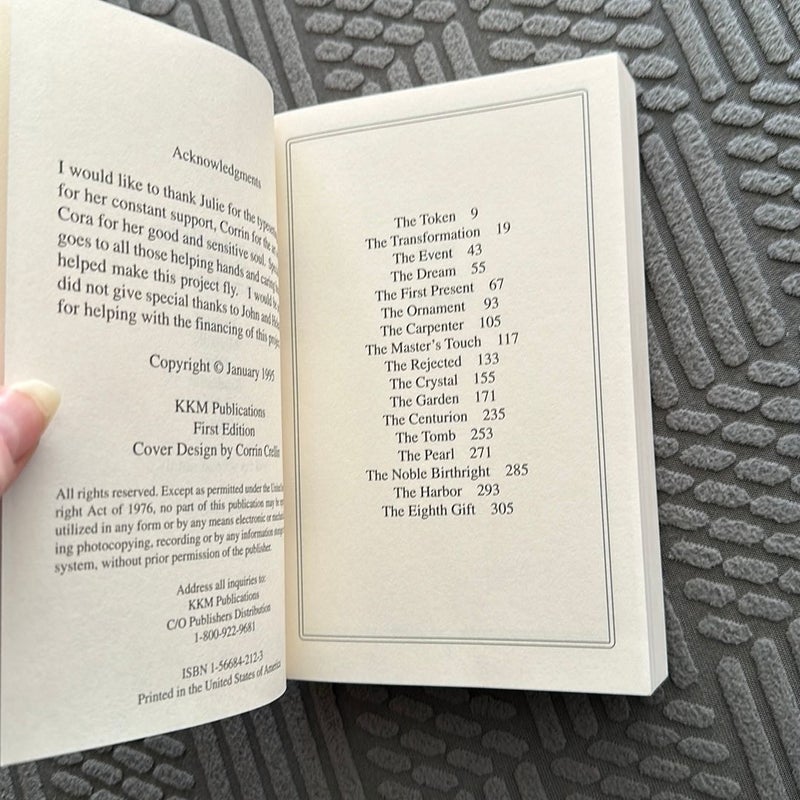 Acknowledgments
I would like to thank Julie for the
for her constant support, Corrin for the
Cora for her good and sensitive soul.
goes to all those helping hands and caring
helped make this project fly. I would
did not give special thanks to John and
for helping with the financing of this
Copyright © January 1995
KKM Publications
First Edition
Cover Design by Corrin
All rights reserved. Except as permitted under the
right Act of 1976, no part of this publication may be
utilized in any form or by any means electronic or
ing photocopying, recording or by any information
system, without prior permission of the publisher.
Address all inquiries to:
KKM Publications
C/O Publishers Distribution
1-800-922-9681
ISBN 1-56684-212-3
Printed in the United States of America
The Token 9
The Transformation 19
The Event 43
The Dream 55
The First Present 67
The Ornament 93
The Carpenter 105
The Master's Touch 117
The Rejected 133
The Crystal 155
The Garden 171
The Centurion 235
The Tomb 253
The Pearl 271
The Noble Birthright 285
The Harbor 293
The Eighth Gift 305